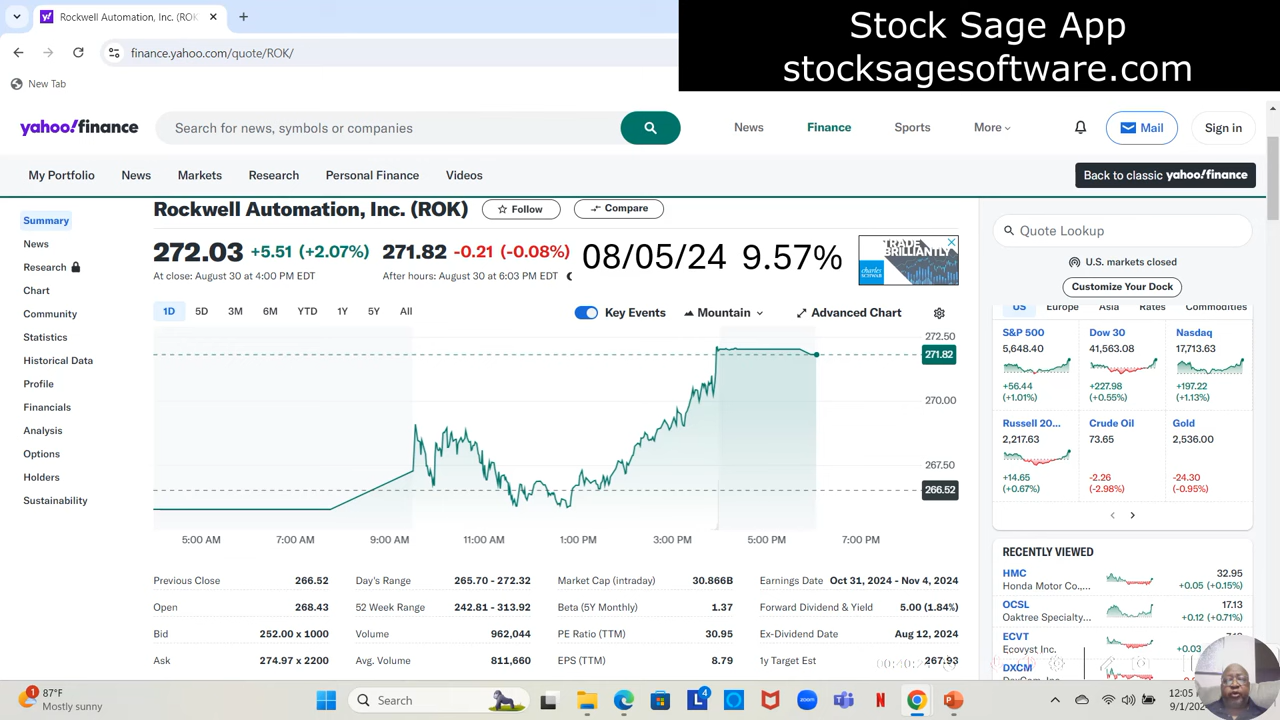 Rockwell Automation, Inc. (ROK
Stock Sage App
stocksagesoftware.com
finance.yahoo.com/quote/ROK/
New Tab
yahoo!finance
Search for news, symbols or companies
News
Finance
Sports
More
Mail
Sign in
My Portfolio
News
Markets
Research
Personal Finance
Videos
Back to classic yahoo!finance
Summary
News
Research
Chart
Community
Statistics
Historical Data
Profile
Financials
Analysis
Options
Holders
Sustainability
Rockwell Automation, Inc. (ROK)
Follow
Compare
272.03 +5.51 (+2.07%)
At close: August 30 at 4:00 PM EDT
271.82 -0.21 (-0.08%)
After hours: August 30 at 6:03 PM EDT
08/05/24 9.57%
TRADE
BRILLIANTLY
charles
SCHWAB
1D 5D 3M 6M YTD 1Y 5Y All
Key Events
Mountain
Advanced Chart
272.50
271.82
270.00
267.50
266.52
5:00 AM 7:00 AM 9:00 AM 11:00 AM 1:00 PM 3:00 PM 5:00 PM 7:00 PM
Previous Close 266.52
Day's Range 265.70 - 272.32
Market Cap (intraday) 30.866B
Earnings Date Oct 31, 2024 - Nov 4, 2024
Open 268.43
52 Week Range 242.81 - 313.92
Beta (5Y Monthly) 1.37
Forward Dividend & Yield 5.00 (1.84%)
Bid 252.00 x 1000
Volume 962,044
PE Ratio (TTM) 30.95
Ex-Dividend Date Aug 12, 2024
Ask 274.97 x 2200
Avg. Volume 811,660
EPS (TTM) 8.79
1y Target Est 267.93
Quote Lookup
U.S. markets closed
Customize Your Dock
US Europe Asia Rates Commodities
S&P 500
5,648.40
+56.44
(+1.01%)
Dow 30
41,563.08
+227.98
(+0.55%)
Nasdaq
17,713.63
+197.22
(+1.13%)
Russell 20...
2,217.63
+14.65
(+0.67%)
Crude Oil
73.65
-2.26
(-2.98%)
Gold
2,536.00
-24.30
(-0.95%)
RECENTLY VIEWED
HMC
Honda Motor Co.,...
32.95
+0.05 (+0.15%)
OCSL
Oaktree Specialty...
17.13
+0.12 (+0.71%)
ECVT
Ecovyst Inc.
+0.03
DXCM
DexCom, Inc.
1
87°F
Mostly sunny
Search
4
12:05
9/1/2